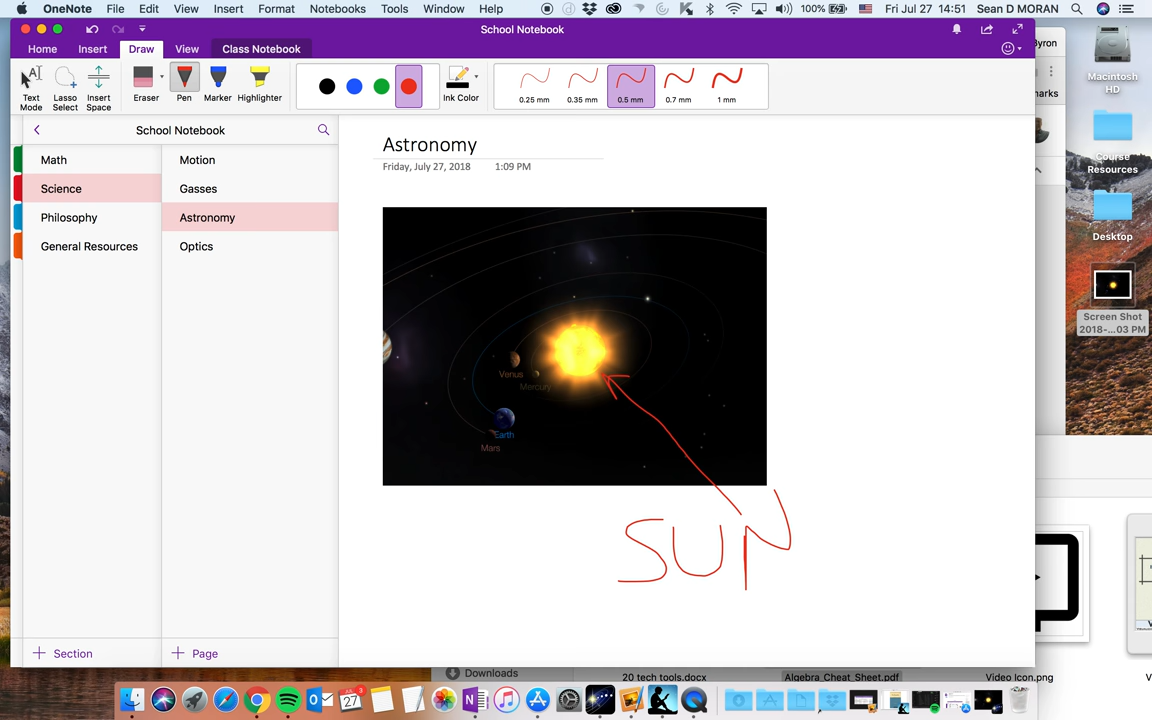 OneNote File Edit View Insert Format Notebooks Tools Window Help 100% Fri Jul 27 14:51 Sean D MORAN
School Notebook
Home Insert Draw View Class Notebook
Text Mode
Lasso Select
Insert Space
Eraser
Pen
Marker
Highlighter
Ink Color
0.25 mm
0.35 mm
0.5 mm
0.7 mm
1 mm
School Notebook
Math
Science
Philosophy
General Resources
Motion
Gasses
Astronomy
Optics
+ Section
+ Page
Astronomy
Friday, July 27, 2018 1:09 PM
Venus
Mercury
Earth
Mars
SUN
Byron
marks
Macintosh
HD
Course
Resources
Desktop
Screen Shot
2018-...03 PM
Downloads
20 tech tools.docx
Algebra_Cheat_Sheet.pdf
Video Icon.png
27
3